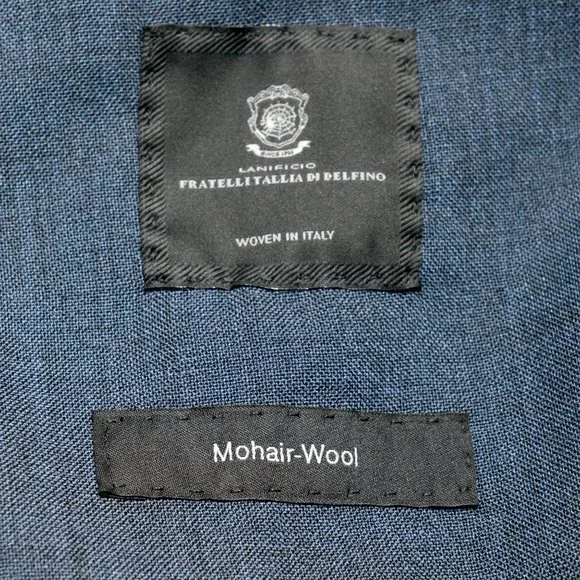 LANIFICIO
FRATELLI TALLIA DI DELFINO
WOVEN IN ITALY
Mohair-Wool